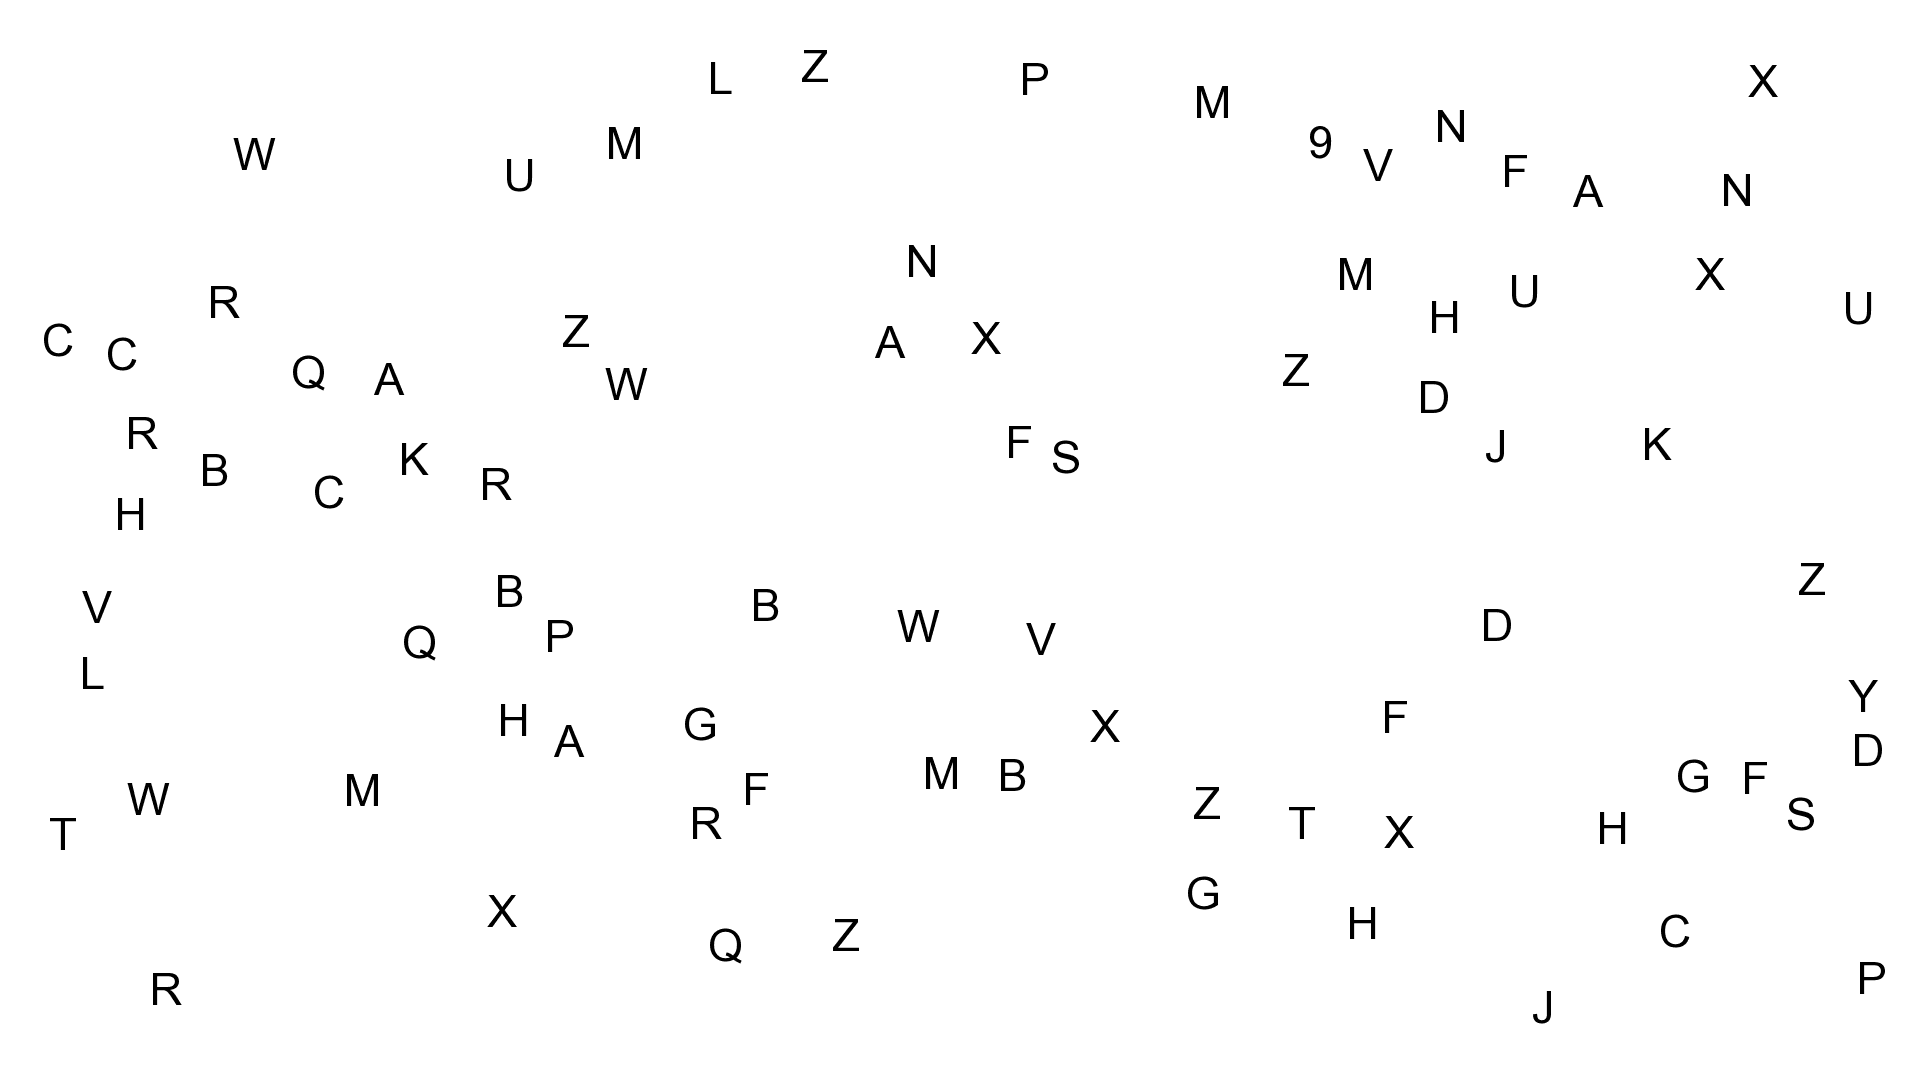 L Z P M X
W U M 9 V N F A N
N M H U X U
C C R Q A Z W A X Z D
R B C K R F S J K
H
V Q B P B W V D Z
L H A G X F Y
T W M R F M B Z T X H G F S D
X Q Z G H C
R J P